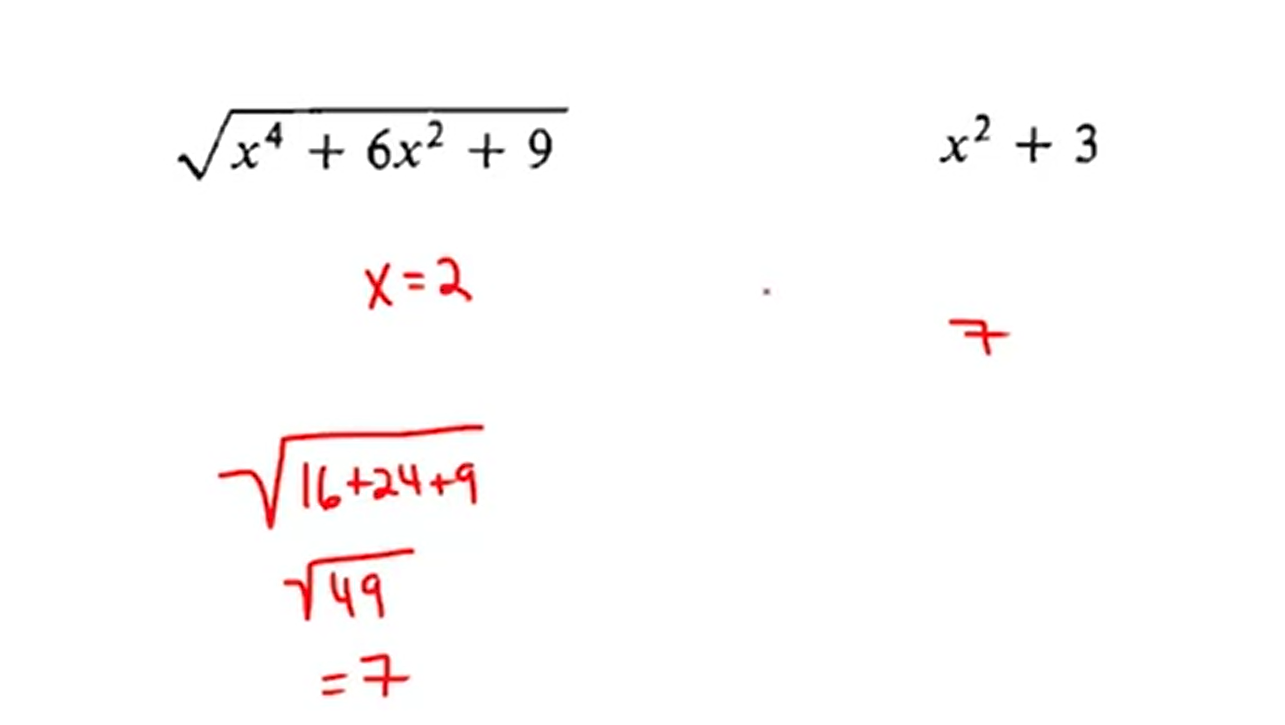 √(x⁴ + 6x² + 9)
x² + 3
x = 2
7
√(16+24+9)
√49
= 7